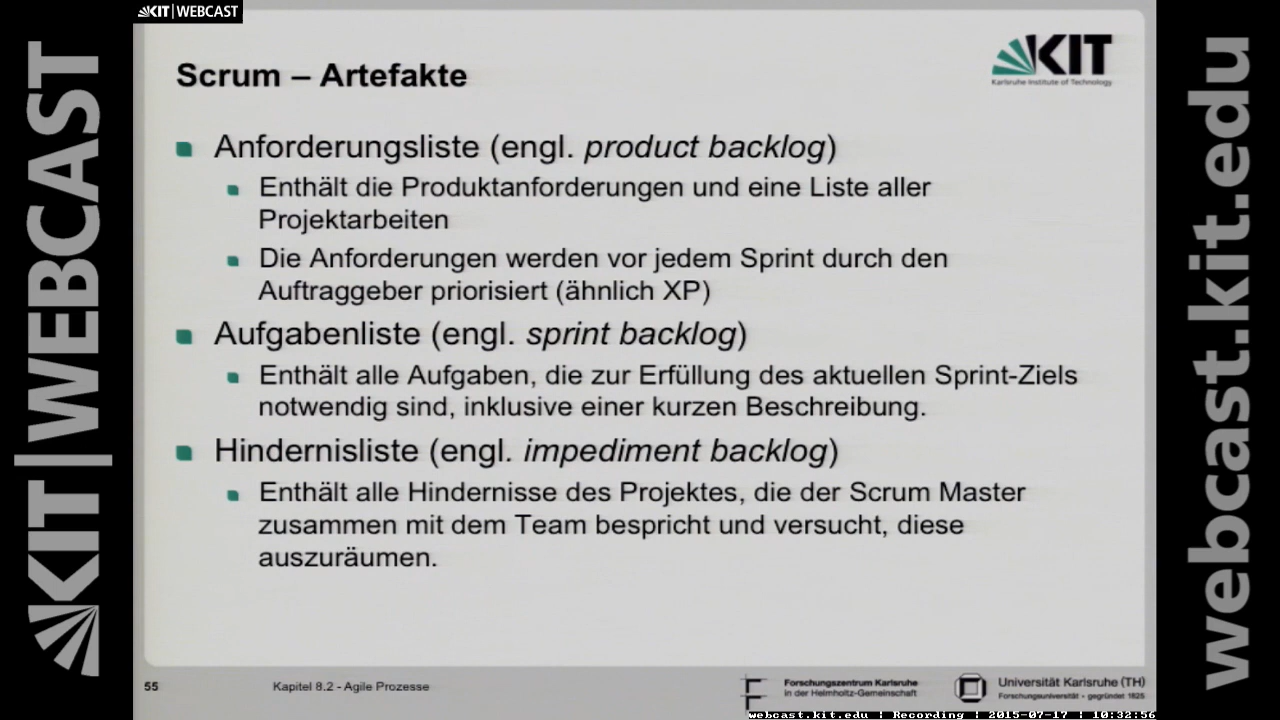 KIT|WEBCAST
KIT|WEBCAST
webcast.kit.edu
KIT
Karlsruhe Institute of Technology
Scrum – Artefakte
Anforderungsliste (engl. product backlog)
Enthält die Produktanforderungen und eine Liste aller
Projektarbeiten
Die Anforderungen werden vor jedem Sprint durch den
Auftraggeber priorisiert (ähnlich XP)
Aufgabenliste (engl. sprint backlog)
Enthält alle Aufgaben, die zur Erfüllung des aktuellen Sprint-Ziels
notwendig sind, inklusive einer kurzen Beschreibung.
Hindernisliste (engl. impediment backlog)
Enthält alle Hindernisse des Projektes, die der Scrum Master
zusammen mit dem Team bespricht und versucht, diese
auszuräumen.
55
Kapitel 8.2 - Agile Prozesse
Forschungszentrum Karlsruhe
in der Helmholtz-Gemeinschaft
Universität Karlsruhe (TH)
Forschungsuniversität - gegründet 1825
webcast.kit.edu | Recording | 2015-07-17 | 10:32:56